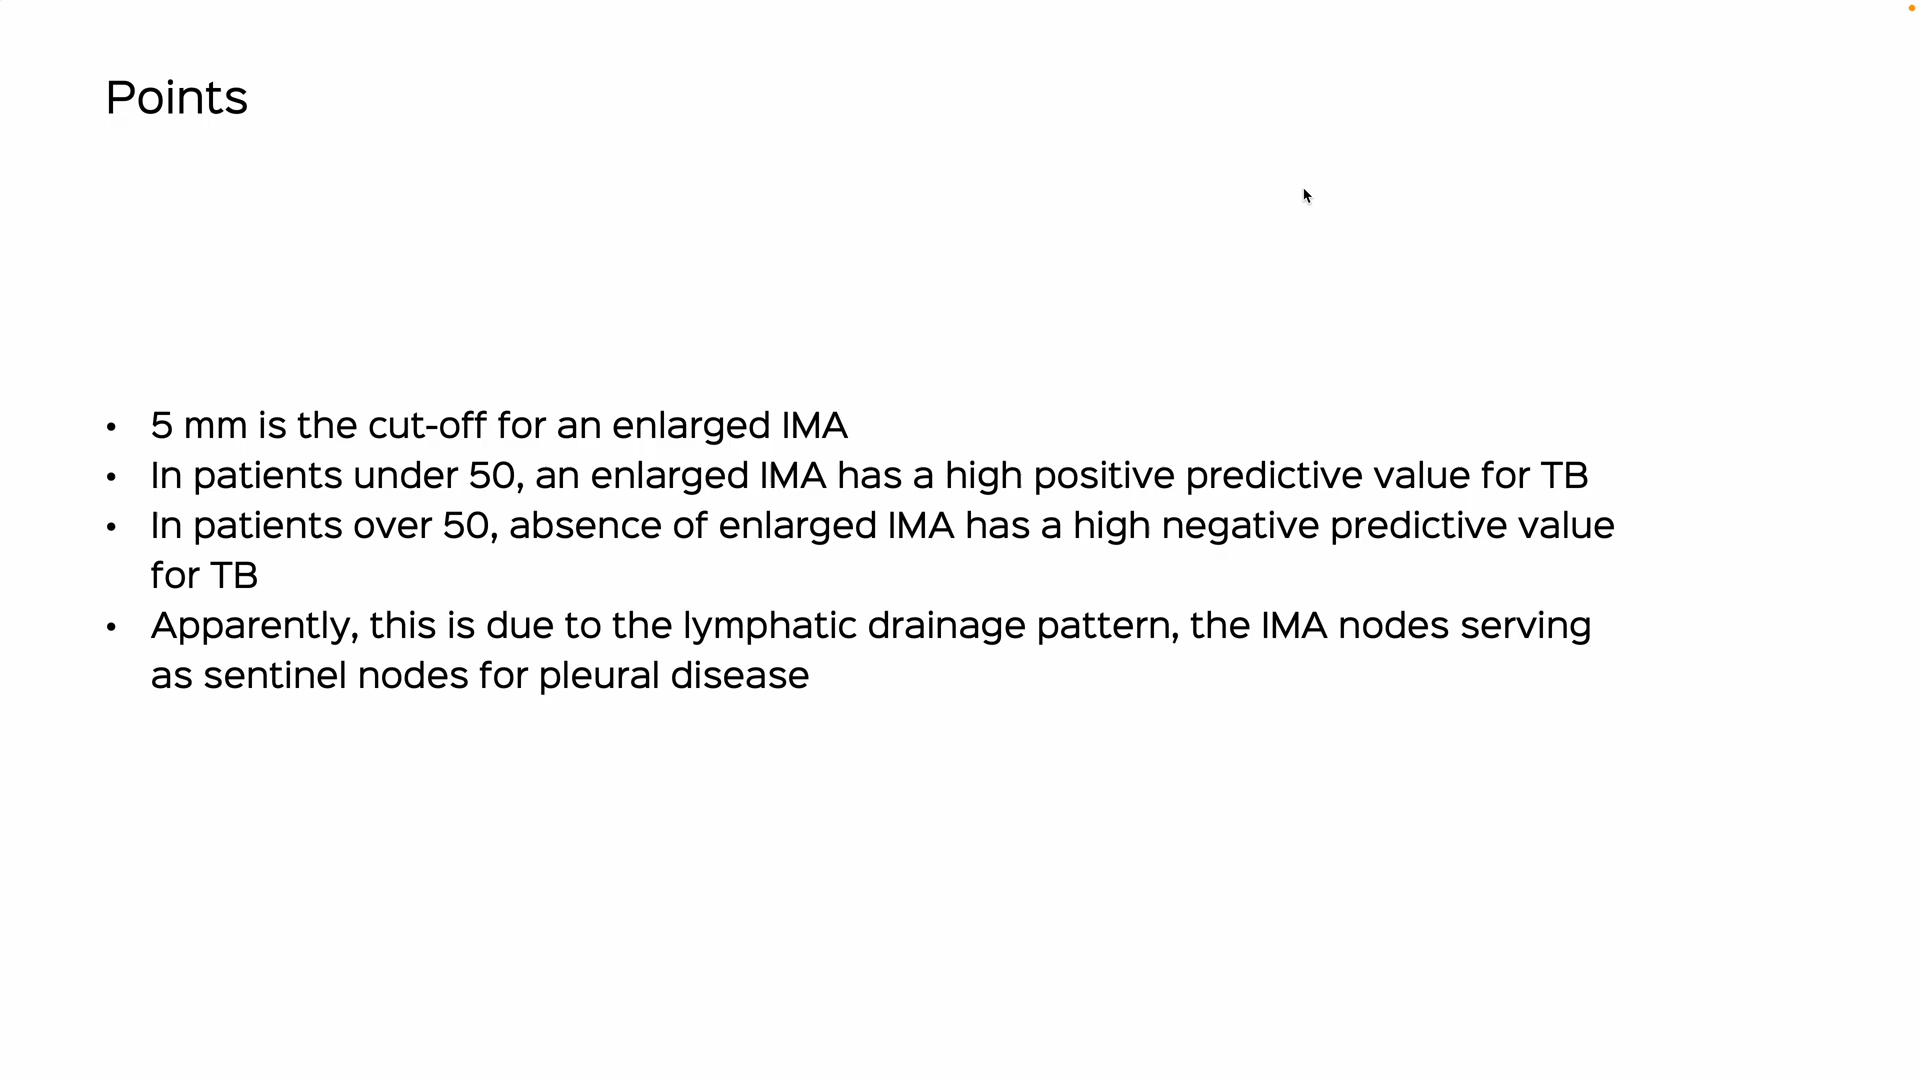 Points
• 5 mm is the cut-off for an enlarged IMA
• In patients under 50, an enlarged IMA has a high positive predictive value for TB
• In patients over 50, absence of enlarged IMA has a high negative predictive value
for TB
• Apparently, this is due to the lymphatic drainage pattern, the IMA nodes serving
as sentinel nodes for pleural disease